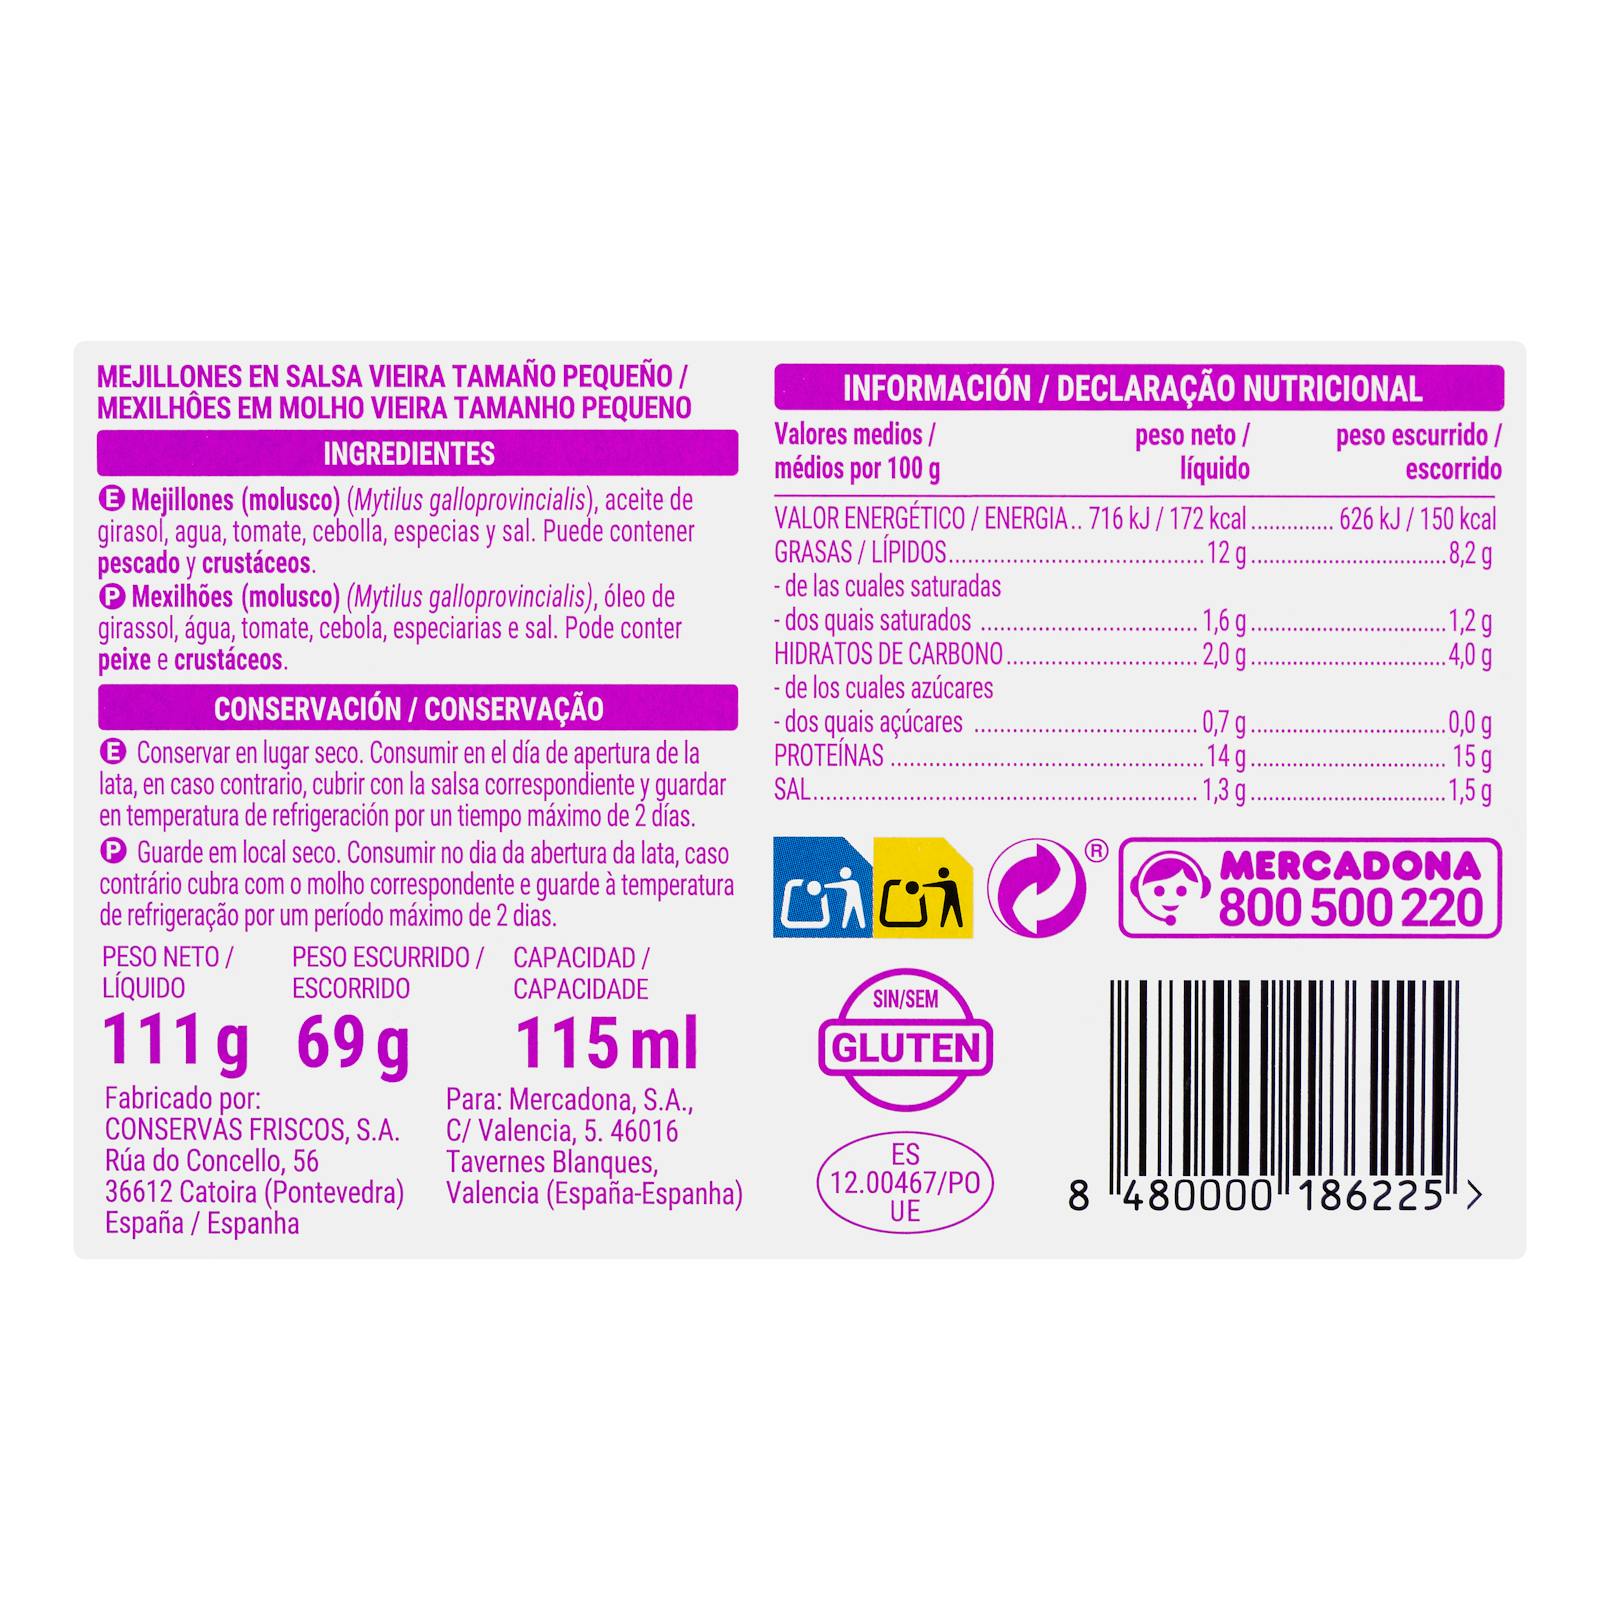 MEJILLONES EN SALSA VIEIRA TAMAÑO PEQUEÑO /
MEXILHÕES EM MOLHO VIEIRA TAMANHO PEQUENO
INGREDIENTES
E Mejillones (molusco) (Mytilus galloprovincialis), aceite de
girasol, agua, tomate, cebolla, especias y sal. Puede contener
pescado y crustáceos.
P Mexilhões (molusco) (Mytilus galloprovincialis), óleo de
girassol, água, tomate, cebola, especiarias e sal. Pode conter
peixe e crustáceos.
CONSERVACIÓN / CONSERVAÇÃO
E Conservar en lugar seco. Consumir en el día de apertura de la
lata, en caso contrario, cubrir con la salsa correspondiente y guardar
en temperatura de refrigeración por un tiempo máximo de 2 días.
P Guarde em local seco. Consumir no dia da abertura da lata, caso
contrário cubra com o molho correspondente e guarde à temperatura
de refrigeração por um período máximo de 2 dias.
PESO NETO / PESO ESCURRIDO / CAPACIDAD /
LÍQUIDO ESCORRIDO CAPACIDADE
111 g 69 g 115 ml
Fabricado por:
CONSERVAS FRISCOS, S.A.
Rúa do Concello, 56
36612 Catoira (Pontevedra)
España / Espanha
Para: Mercadona, S.A.,
C/ Valencia, 5. 46016
Tavernes Blanques,
Valencia (España-Espanha)
INFORMACIÓN / DECLARAÇÃO NUTRICIONAL
Valores medios / peso neto / peso escurrido /
médios por 100 g líquido escorrido
VALOR ENERGÉTICO / ENERGIA.. 716 kJ / 172 kcal.............. 626 kJ / 150 kcal
GRASAS / LÍPIDOS.................................. 12 g.............................. 8,2 g
- de las cuales saturadas
- dos quais saturados ............................. 1,6 g.............................. 1,2 g
HIDRATOS DE CARBONO......................... 2,0 g.............................. 4,0 g
- de los cuales azúcares
- dos quais açúcares .............................. 0,7 g.............................. 0,0 g
PROTEÍNAS ......................................... 14 g.............................. 15 g
SAL.................................................... 1,3 g.............................. 1,5 g
®
MERCADONA
800 500 220
SIN/SEM
GLUTEN
ES
12.00467/PO
UE
8 480000 186225 >